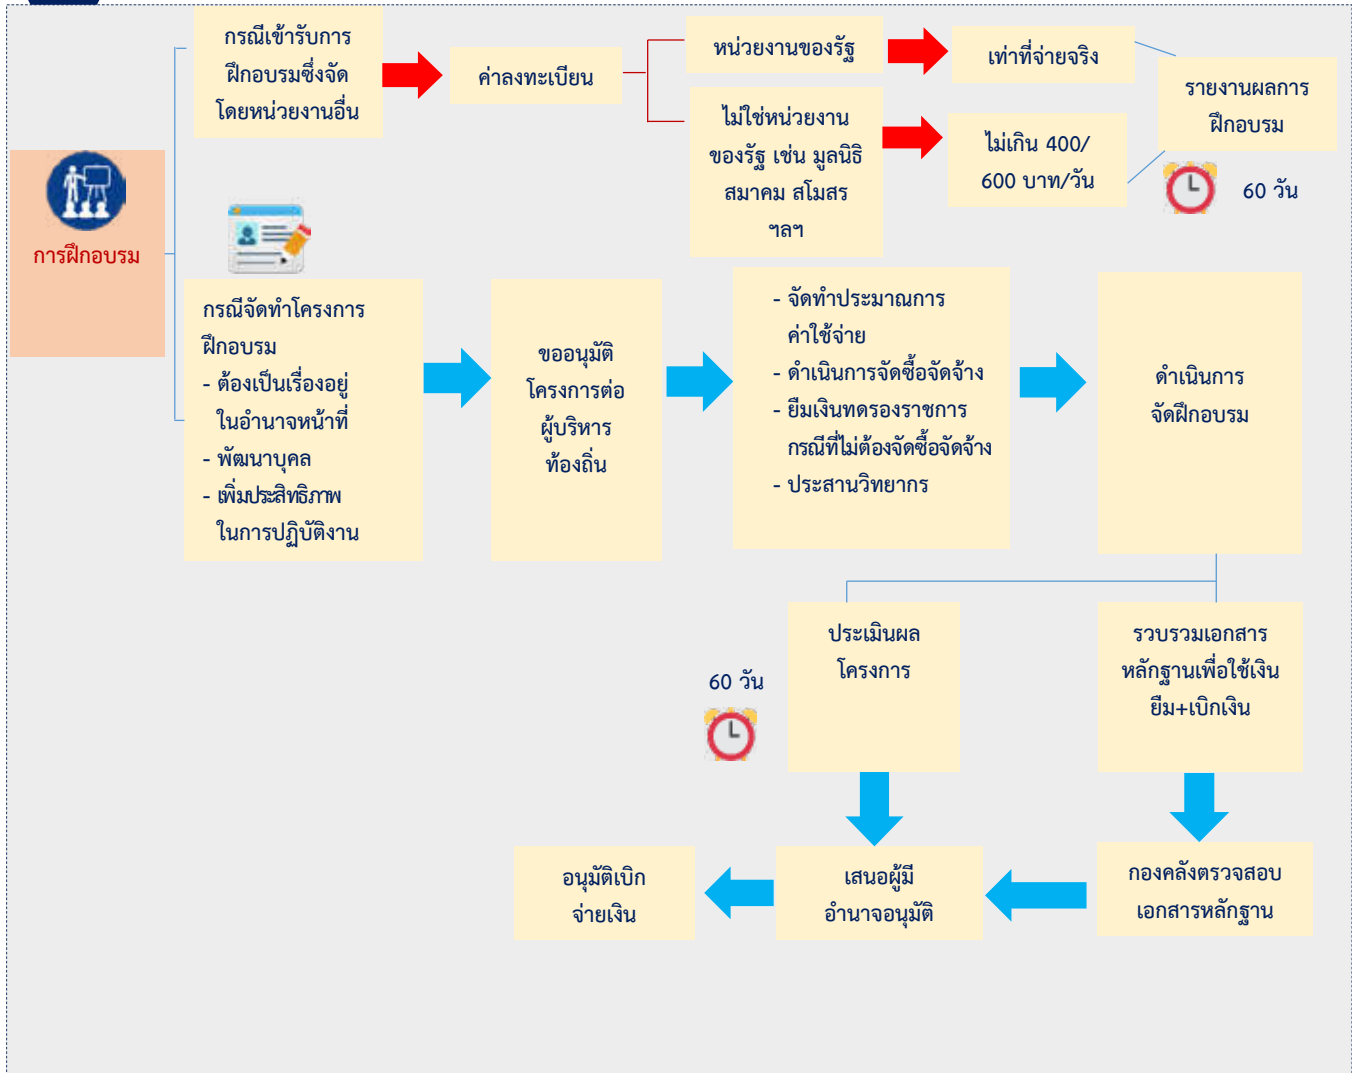 การฝึกอบรม
กรณีเข้ารับการ
ฝึกอบรมซึ่งจัด
โดยหน่วยงานอื่น
ค่าลงทะเบียน
หน่วยงานของรัฐ
เท่าที่จ่ายจริง
ไม่ใช่หน่วยงาน
ของรัฐ เช่น มูลนิธิ
สมาคม สโมสร
ฯลฯ
ไม่เกิน 400/
600 บาท/วัน
รายงานผลการ
ฝึกอบรม
60 วัน
กรณีจัดทำโครงการ
ฝึกอบรม
- ต้องเป็นเรื่องอยู่
ในอำนาจหน้าที่
- พัฒนาบุคล
- เพิ่มประสิทธิภาพ
ในการปฏิบัติงาน
ขออนุมัติ
โครงการต่อ
ผู้บริหาร
ท้องถิ่น
- จัดทำประมาณการ
ค่าใช้จ่าย
- ดำเนินการจัดซื้อจัดจ้าง
- ยืมเงินทดรองราชการ
กรณีที่ไม่ต้องจัดซื้อจัดจ้าง
- ประสานวิทยากร
ดำเนินการ
จัดฝึกอบรม
ประเมินผล
โครงการ
60 วัน
รวบรวมเอกสาร
หลักฐานเพื่อใช้เงิน
ยืม+เบิกเงิน
กองคลังตรวจสอบ
เอกสารหลักฐาน
เสนอผู้มี
อำนาจอนุมัติ
อนุมัติเบิก
จ่ายเงิน